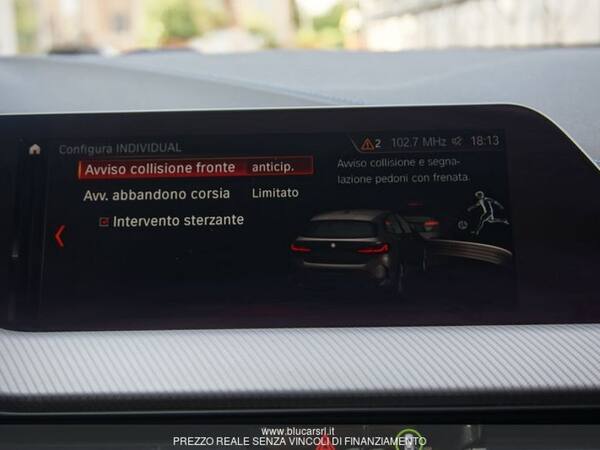 Configura INDIVIDUAL
2 102.7 MHz 18:13
Avviso collisione fronte anticip.
Avviso collisione e segna-
lazione pedoni con frenata.
Avv. abbandono corsia Limitato
Intervento sterzante
www.blucarsrl.it
PREZZO REALE SENZA VINCOLI DI FINANZIAMENTO